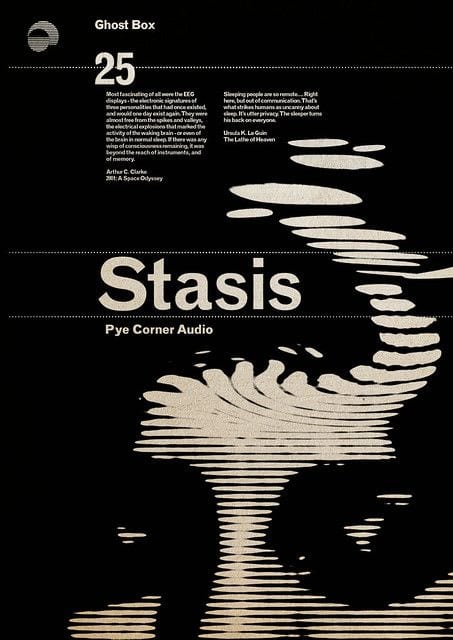 Ghost Box
25
Most fascinating of all were the EEG
displays - the electronic signatures of
three personalities that had once existed,
and would one day exist again. They were
almost free from the spikes and valleys,
the electrical explosions that marked the
activity of the waking brain - or even of
the brain in normal sleep. If there was any
wisp of consciousness remaining, it was
beyond the reach of instruments, and
of memory.
Arthur C. Clarke
2001: A Space Odyssey
Sleeping people are so remote.... Right
here, but out of communication. That's
what strikes humans as uncanny about
sleep. It's utter privacy. The sleeper turns
his back on everyone.
Ursula K. Le Guin
The Lathe of Heaven
Stasis
Pye Corner Audio